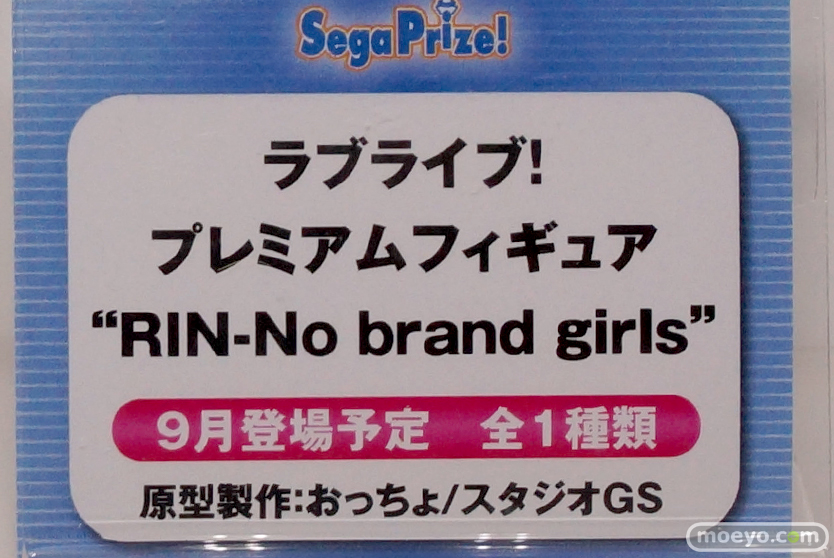 SegaPrize!
ラブライブ!
プレミアムフィギュア
“RIN-No brand girls”
9月登場予定 全1種類
原型製作:おっちょ/スタジオGS
moeyo.com